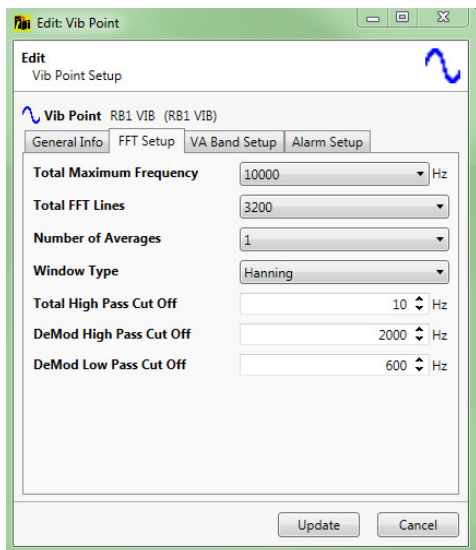 Edit: Vib Point
Edit
Vib Point Setup
Vib Point RB1 VIB (RB1 VIB)
General Info FFT Setup VA Band Setup Alarm Setup
Total Maximum Frequency 10000 Hz
Total FFT Lines 3200
Number of Averages 1
Window Type Hanning
Total High Pass Cut Off 10 Hz
DeMod High Pass Cut Off 2000 Hz
DeMod Low Pass Cut Off 600 Hz
Update Cancel